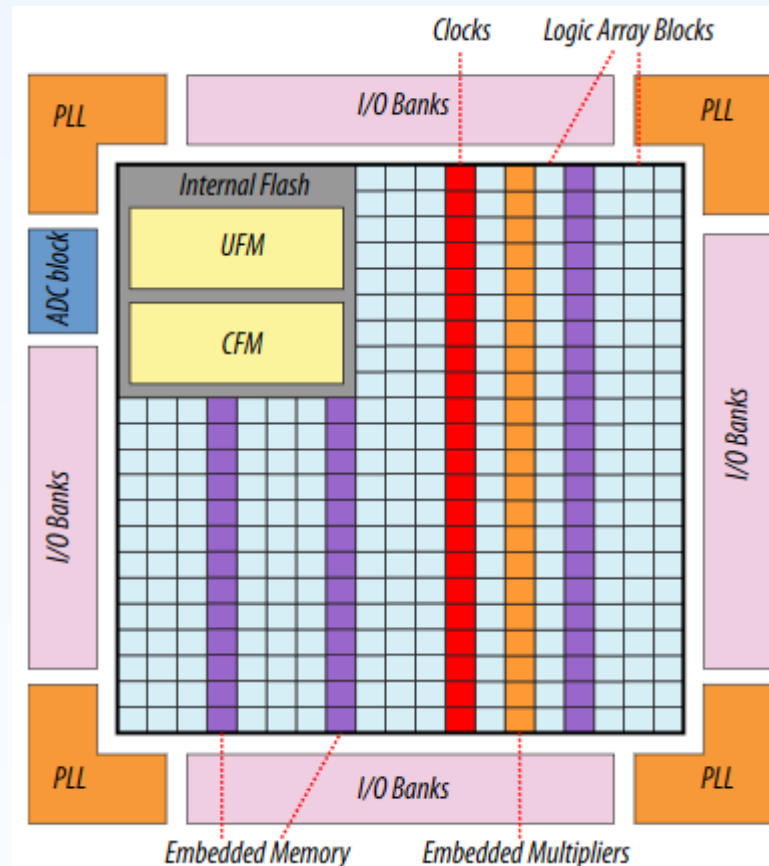 Clocks
Logic Array Blocks
PLL
I/O Banks
PLL
Internal Flash
UFM
ADC block
CFM
I/O Banks
I/O Banks
PLL
I/O Banks
PLL
Embedded Memory
Embedded Multipliers